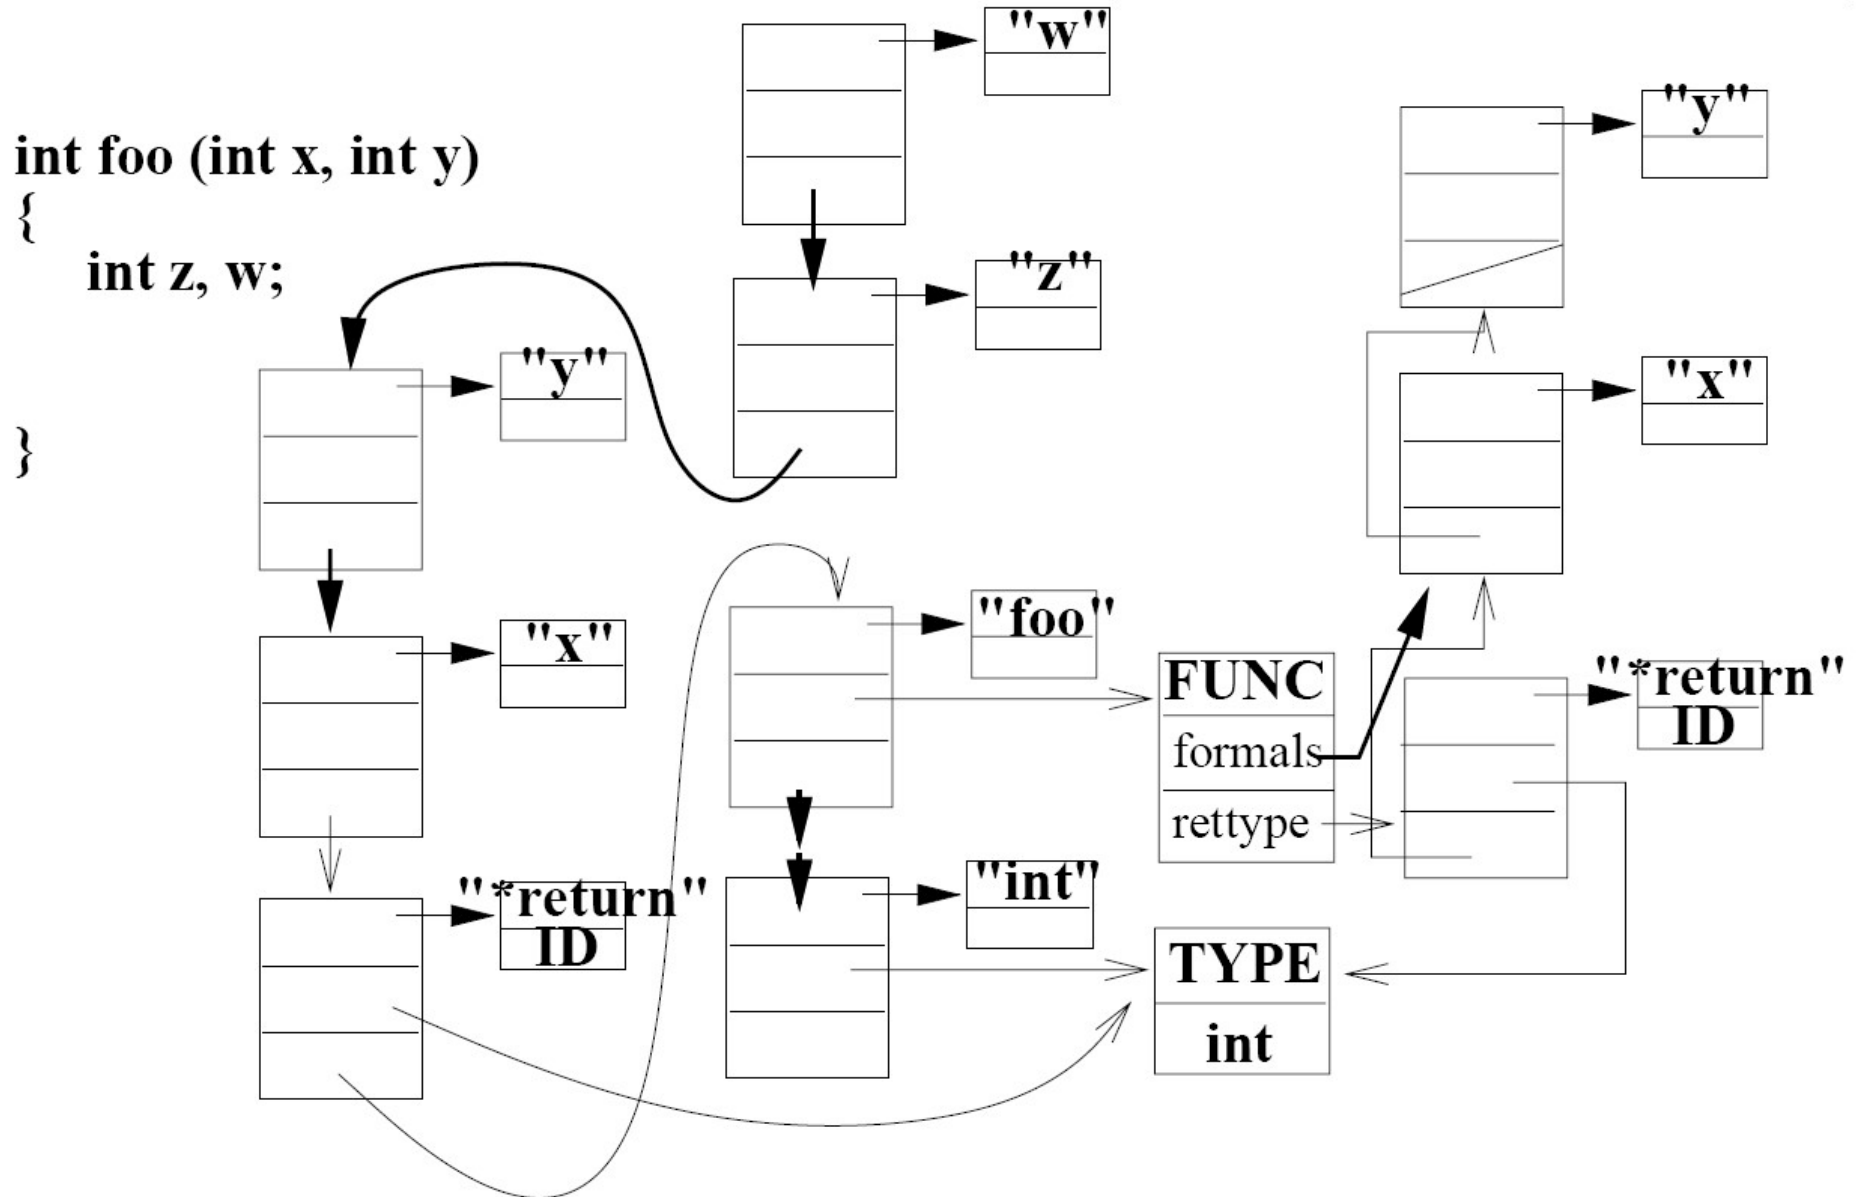 int foo (int x, int y)
{
int z, w;
}
"w"
"z"
"y"
"x"
"*return"
ID
"foo"
"int"
FUNC
formals
rettype
TYPE
int
"y"
"x"
"*return"
ID